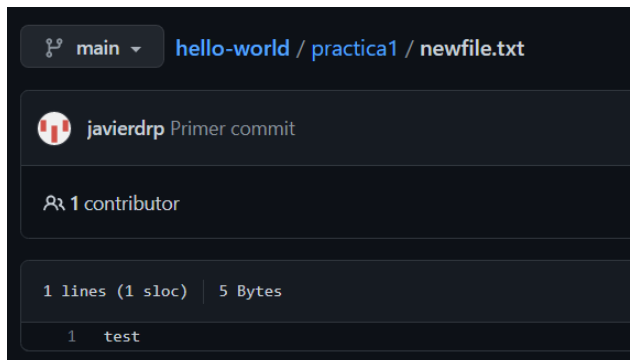 main hello-world / practica1 / newfile.txt
javierdrp Primer commit
1 contributor
1 lines (1 sloc) 5 Bytes
1 test